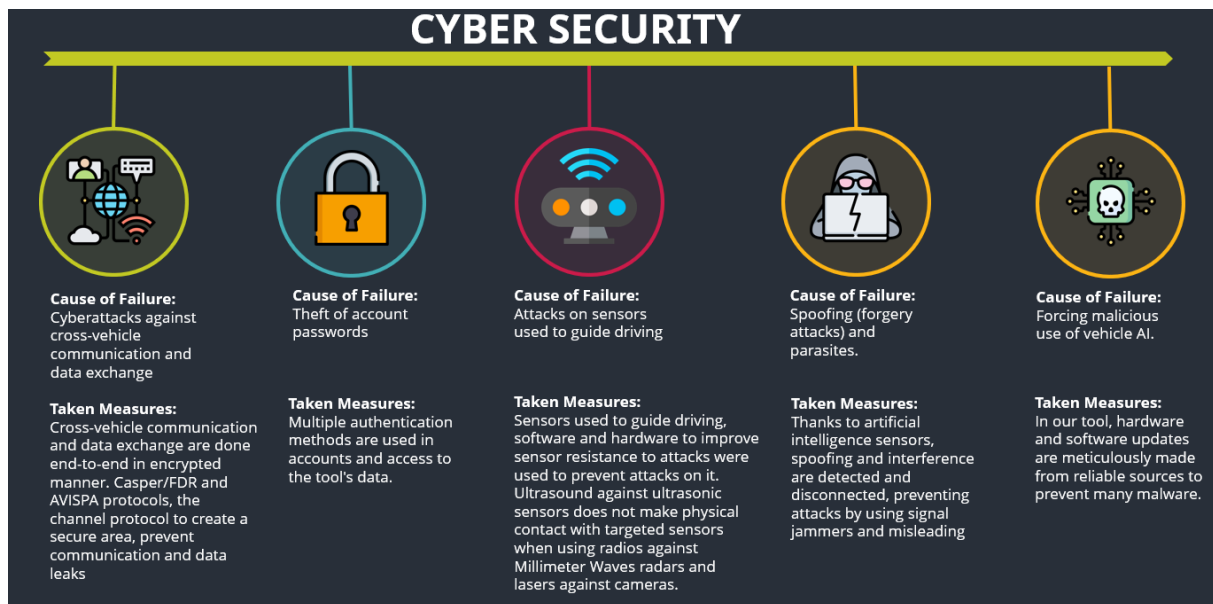 CYBER SECURITY
Cause of Failure:
Cyberattacks against
cross-vehicle
communication and
data exchange
Taken Measures:
Cross-vehicle communication
and data exchange are done
end-to-end in encrypted
manner. Casper/FDR and
AVISPA protocols, the
channel protocol to create a
secure area, prevent
communication and data
leaks
Cause of Failure:
Theft of account
passwords
Taken Measures:
Multiple authentication
methods are used in
accounts and access to
the tool's data.
Cause of Failure:
Attacks on sensors
used to guide driving
Taken Measures:
Sensors used to guide driving,
software and hardware to improve
sensor resistance to attacks were
used to prevent attacks on it.
Ultrasound against ultrasonic
sensors does not make physical
contact with targeted sensors
when using radios against
Millimeter Waves radars and
lasers against cameras.
Cause of Failure:
Spoofing (forgery
attacks) and
parasites.
Taken Measures:
Thanks to artificial
intelligence sensors,
spoofing and interference
are detected and
disconnected, preventing
attacks by using signal
jammers and misleading
Cause of Failure:
Forcing malicious
use of vehicle AI.
Taken Measures:
In our tool, hardware
and software updates
are meticulously made
from reliable sources to
prevent many malware.